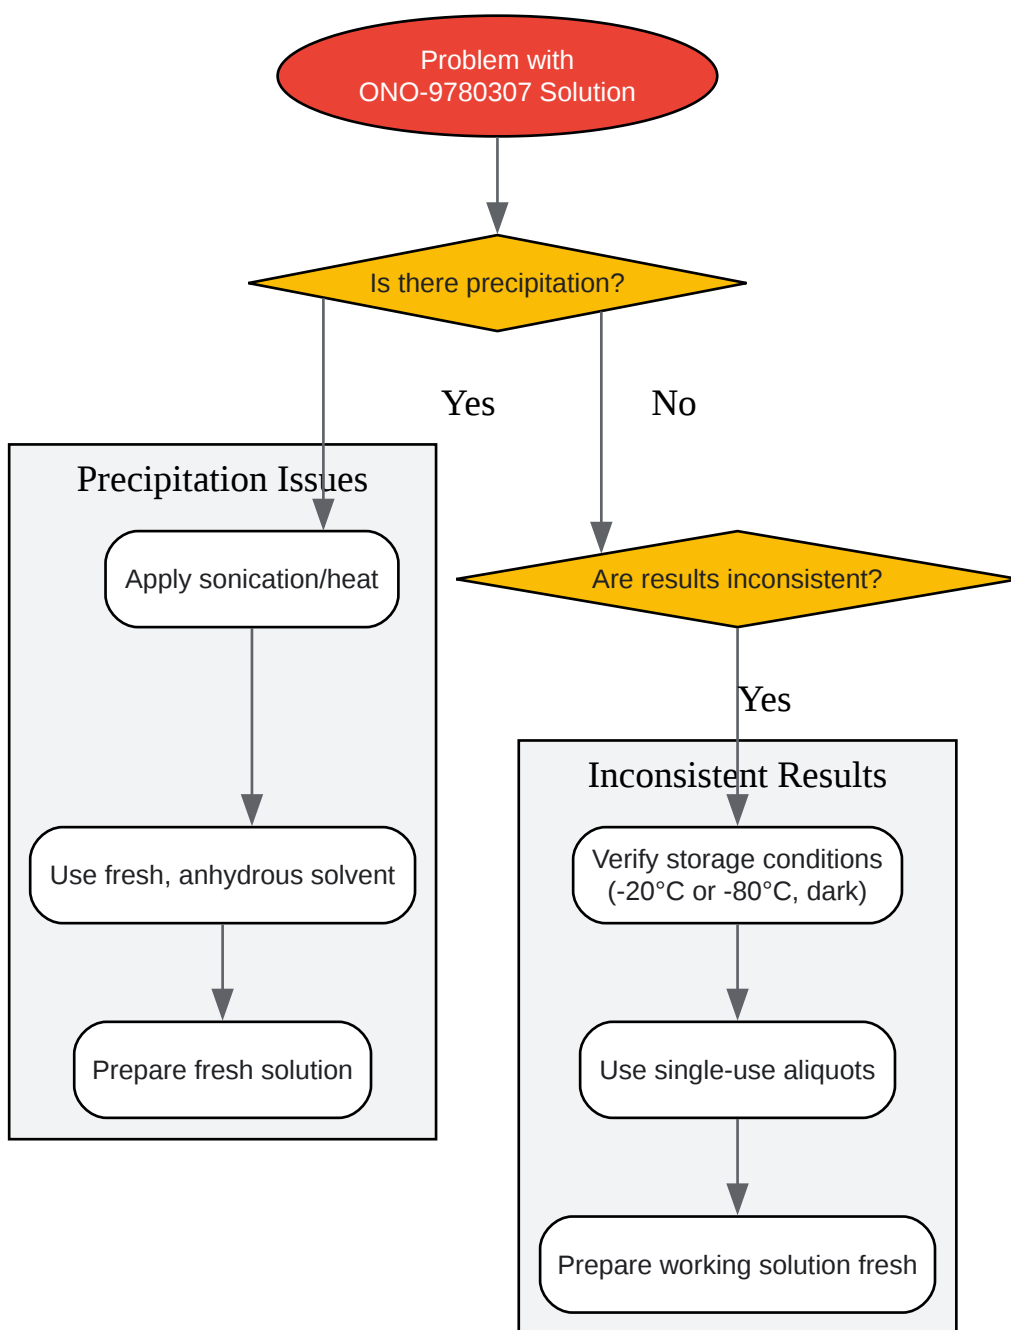 Problem with
ONO-9780307 Solution
Is there precipitation?
Yes
No
Precipitation Issues
Apply sonication/heat
Are results inconsistent?
Yes
Inconsistent Results
Use fresh, anhydrous solvent
Verify storage conditions
(-20°C or -80°C, dark)
Prepare fresh solution
Use single-use aliquots
Prepare working solution fresh